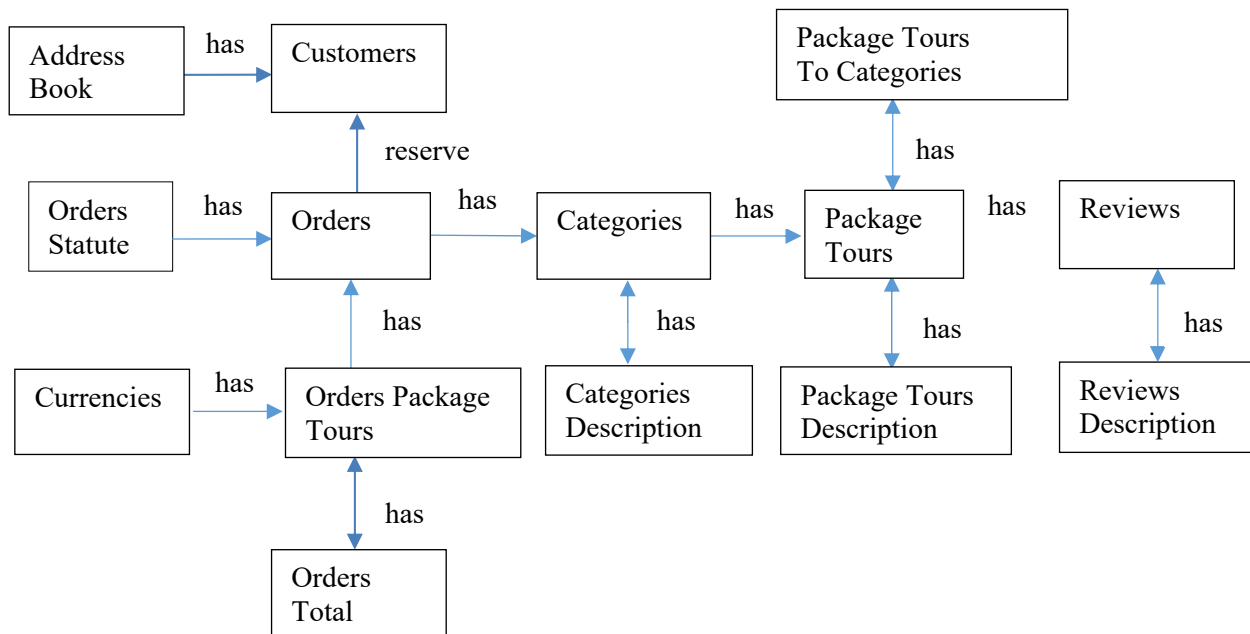 Address
Book
has
Customers
Package Tours
To Categories
reserve
has
Orders
Statute
has
Orders
has
Categories
has
Package
Tours
has
Reviews
has
has
has
has
Currencies
has
Orders Package
Tours
Categories
Description
Package Tours
Description
Reviews
Description
has
Orders
Total